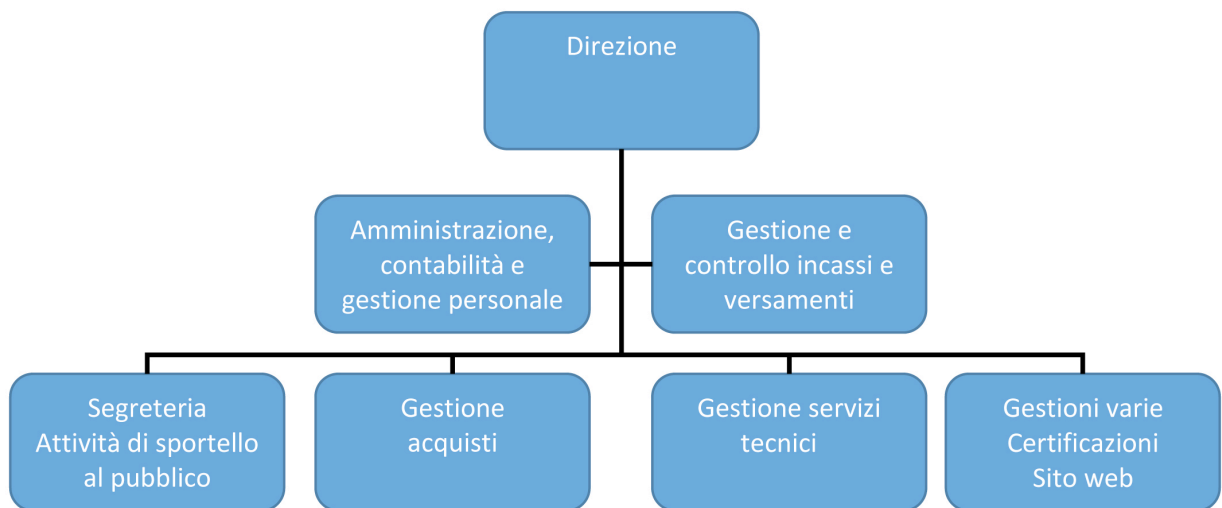 Direzione
Amministrazione,
contabilità e
gestione personale
Gestione e
controllo incassi e
versamenti
Segreteria
Attività di sportello
al pubblico
Gestione
acquisti
Gestione servizi
tecnici
Gestioni varie
Certificazioni
Sito web